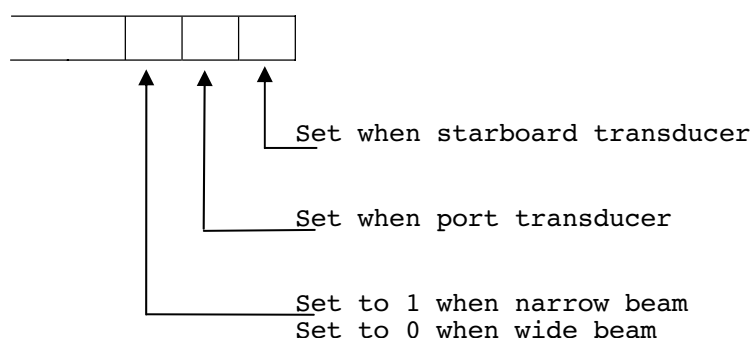 Set when starboard transducer
Set when port transducer
Set to 1 when narrow beam
Set to 0 when wide beam